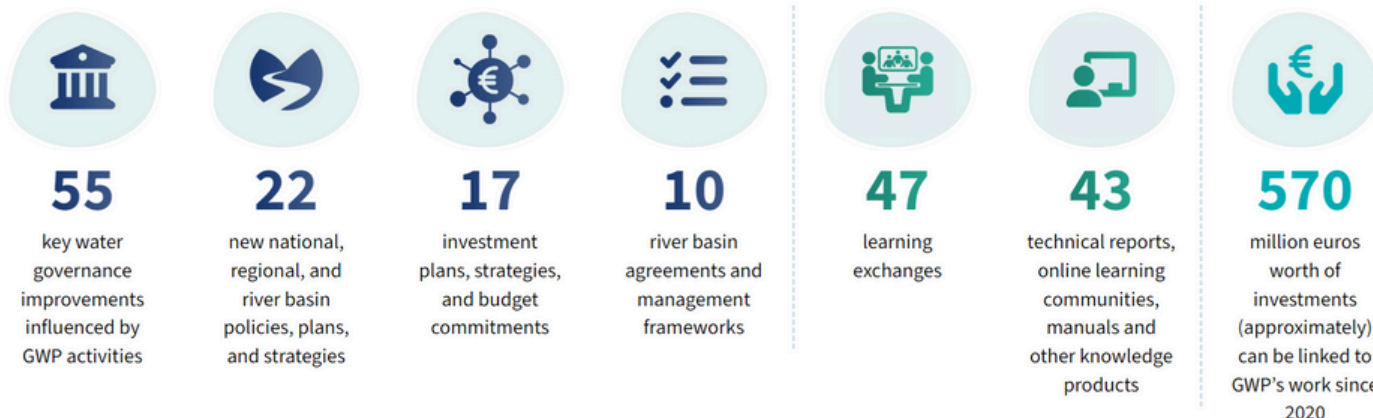 55
key water
governance
improvements
influenced by
GWP activities
22
new national,
regional, and
river basin
policies, plans,
and strategies
17
investment
plans, strategies,
and budget
commitments
10
river basin
agreements and
management
frameworks
47
learning
exchanges
43
technical reports,
online learning
communities,
manuals and
other knowledge
products
€
570
million euros
worth of
investments
(approximately)
can be linked to
GWP's work since
2020